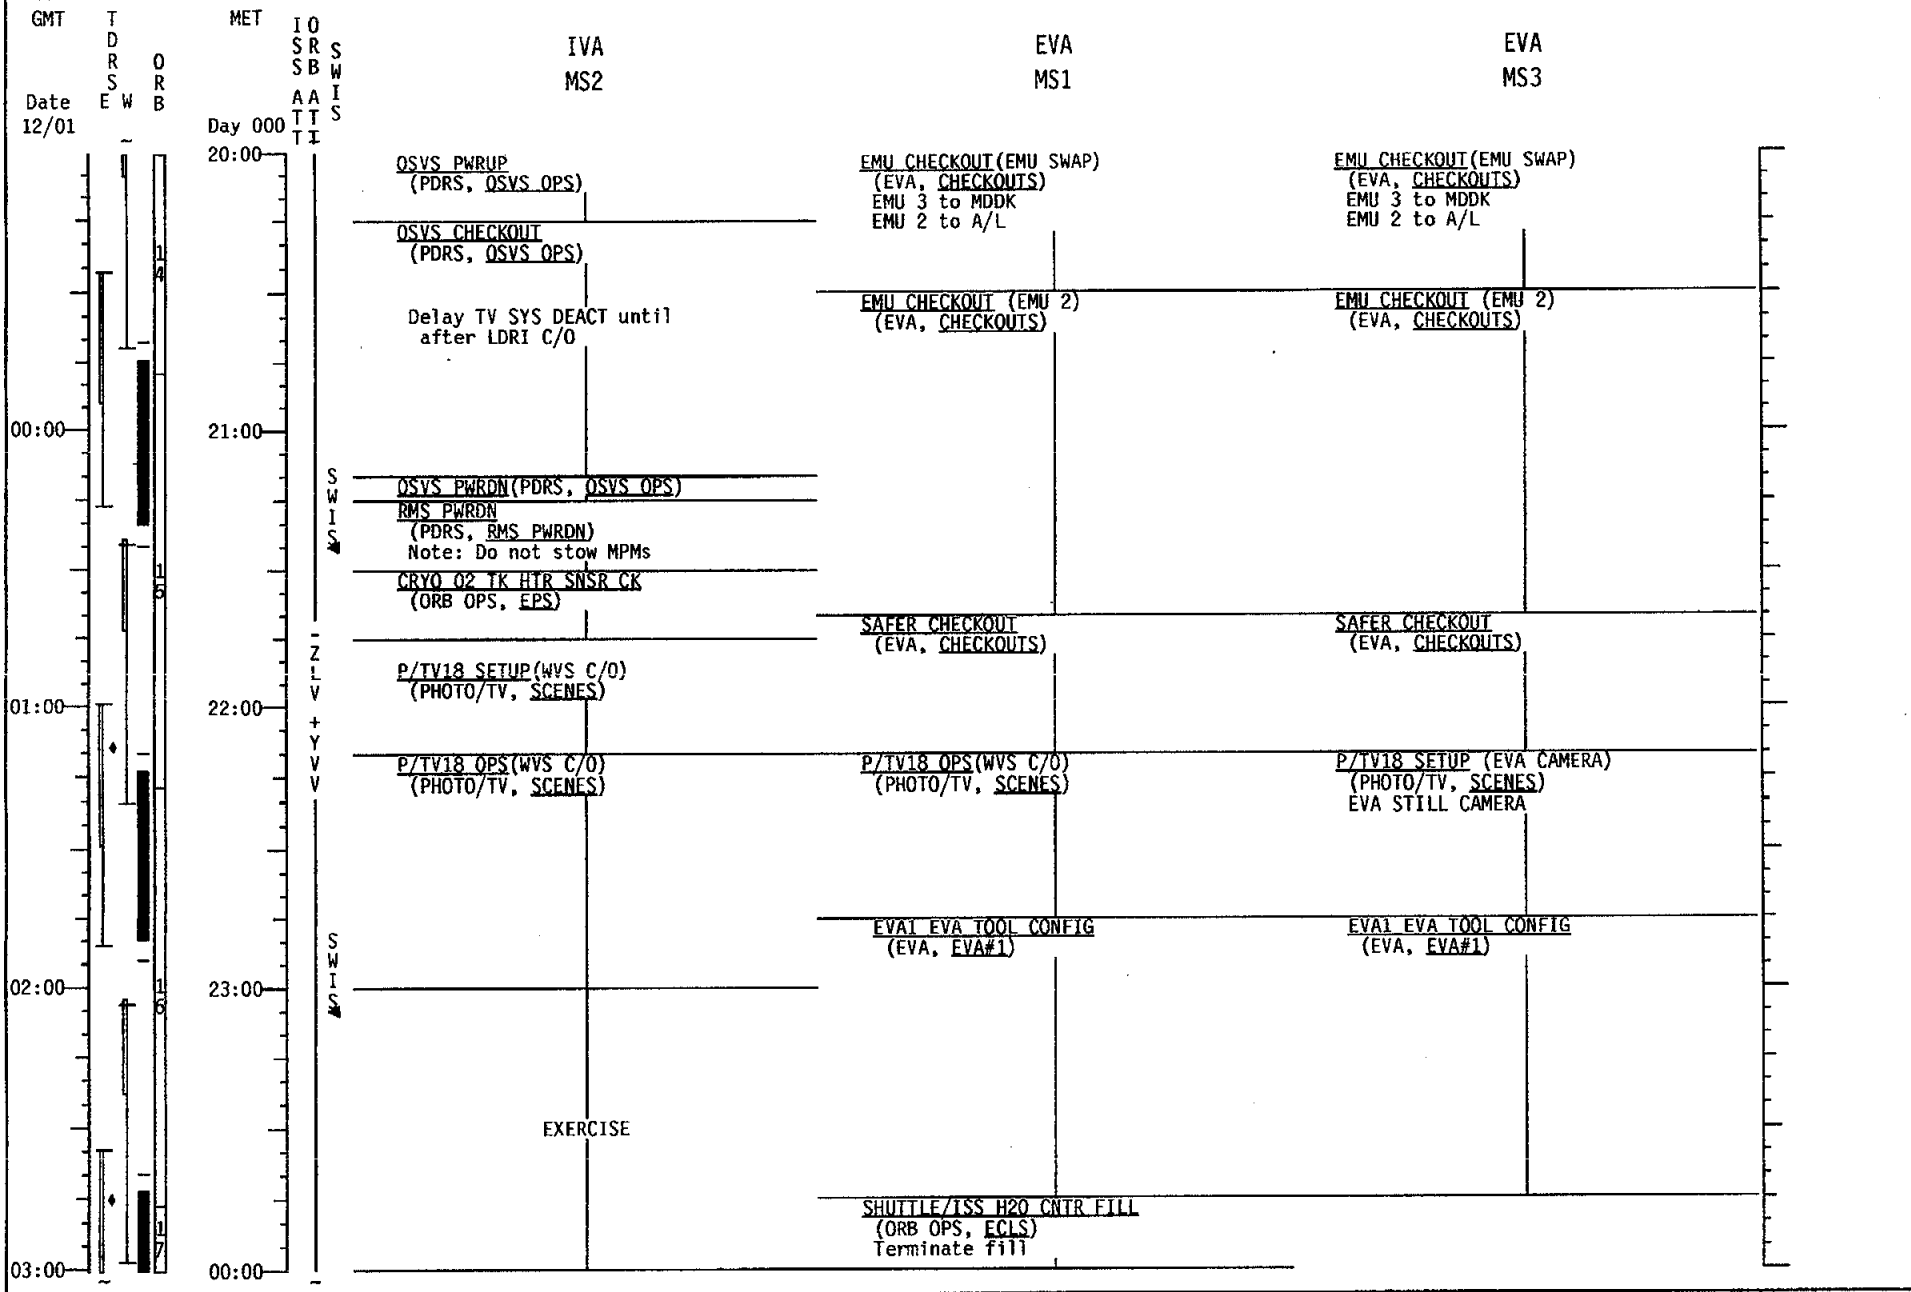 GMT
TDRS
E W
ORB
MET
ISS ATT
ORB ATT
SWIS
IVA
MS2
EVA
MS1
EVA
MS3
Date
12/01
Day 000
20:00
OSVS PWRUP
(PDRS, OSVS OPS)
EMU CHECKOUT(EMU SWAP)
(EVA, CHECKOUTS)
EMU 3 to MDDK
EMU 2 to A/L
EMU CHECKOUT(EMU SWAP)
(EVA, CHECKOUTS)
EMU 3 to MDDK
EMU 2 to A/L
OSVS CHECKOUT
(PDRS, OSVS OPS)
14
EMU CHECKOUT (EMU 2)
(EVA, CHECKOUTS)
EMU CHECKOUT (EMU 2)
(EVA, CHECKOUTS)
Delay TV SYS DEACT until
after LDRI C/O
00:00
21:00
SWIS
OSVS PWRDN(PDRS, OSVS OPS)
RMS PWRDN
(PDRS, RMS PWRDN)
Note: Do not stow MPMs
15
CRYO O2 TK HTR SNSR CK
(ORB OPS, EPS)
SAFER CHECKOUT
(EVA, CHECKOUTS)
SAFER CHECKOUT
(EVA, CHECKOUTS)
-ZLV +YVV
P/TV18 SETUP(WVS C/O)
(PHOTO/TV, SCENES)
01:00
22:00
P/TV18 OPS(WVS C/O)
(PHOTO/TV, SCENES)
P/TV18 OPS(WVS C/O)
(PHOTO/TV, SCENES)
P/TV18 SETUP (EVA CAMERA)
(PHOTO/TV, SCENES)
EVA STILL CAMERA
EVA1 EVA TOOL CONFIG
(EVA, EVA#1)
EVA1 EVA TOOL CONFIG
(EVA, EVA#1)
SWIS
02:00
23:00
16
EXERCISE
SHUTTLE/ISS H2O CNTR FILL
(ORB OPS, ECLS)
Terminate fill
17
03:00
00:00